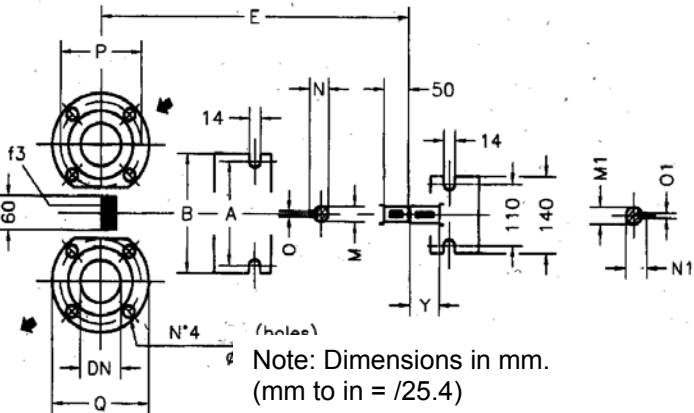 E
P
N
50
14
14
f3
60
B
A
O
M
110
140
M1
O1
N1
Y
N°4 (holes)
DN
Q
Note: Dimensions in mm.
(mm to in = /25.4)